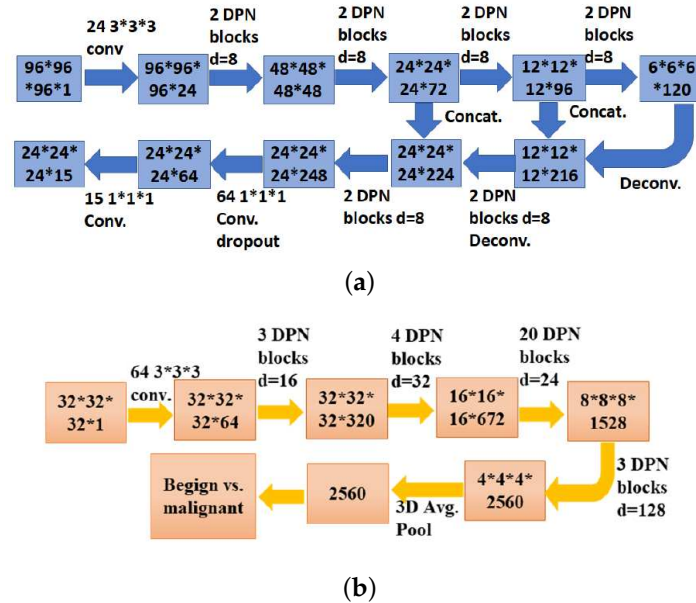 24 3*3*3
conv
2 DPN
blocks
d=8
2 DPN
blocks
d=8
2 DPN
blocks
d=8
2 DPN
blocks
d=8
96*96
*96*1
96*96*
96*24
48*48*
48*48
24*24*
24*72
12*12*
12*96
6*6*6
*120
Concat.
Concat.
24*24*
24*15
24*24*
24*64
24*24*
24*248
24*24*
24*224
12*12*
12*216
15 1*1*1
Conv.
64 1*1*1
Conv.
dropout
2 DPN
blocks d=8
2 DPN
blocks d=8
Deconv.
Deconv.
(a)
64 3*3*3
conv.
3 DPN
blocks
d=16
4 DPN
blocks
d=32
20 DPN
blocks
d=24
32*32*
32*1
32*32*
32*64
32*32*
32*320
16*16*
16*672
8*8*8*
1528
Begign vs.
malignant
2560
3D Avg.
Pool
4*4*4*
2560
3 DPN
blocks
d=128
(b)